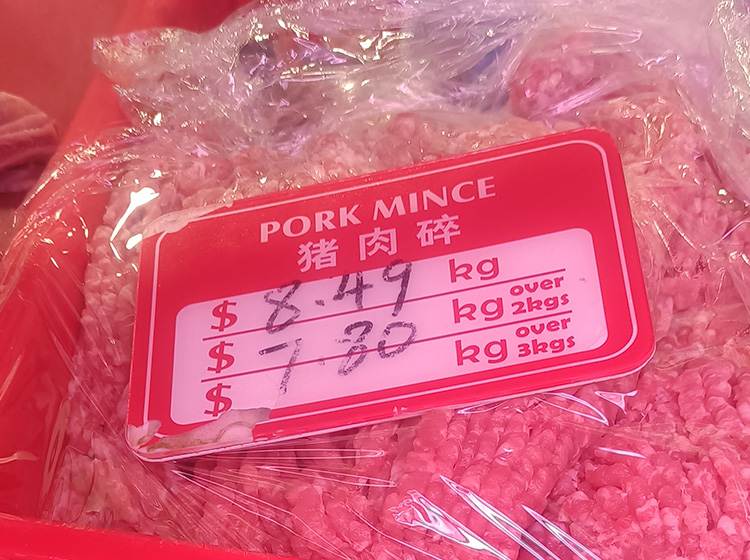 PORK MINCE
猪肉碎
$ 8.49 kg
$ 7.80 kg over 2kgs
$ kg over 3kgs